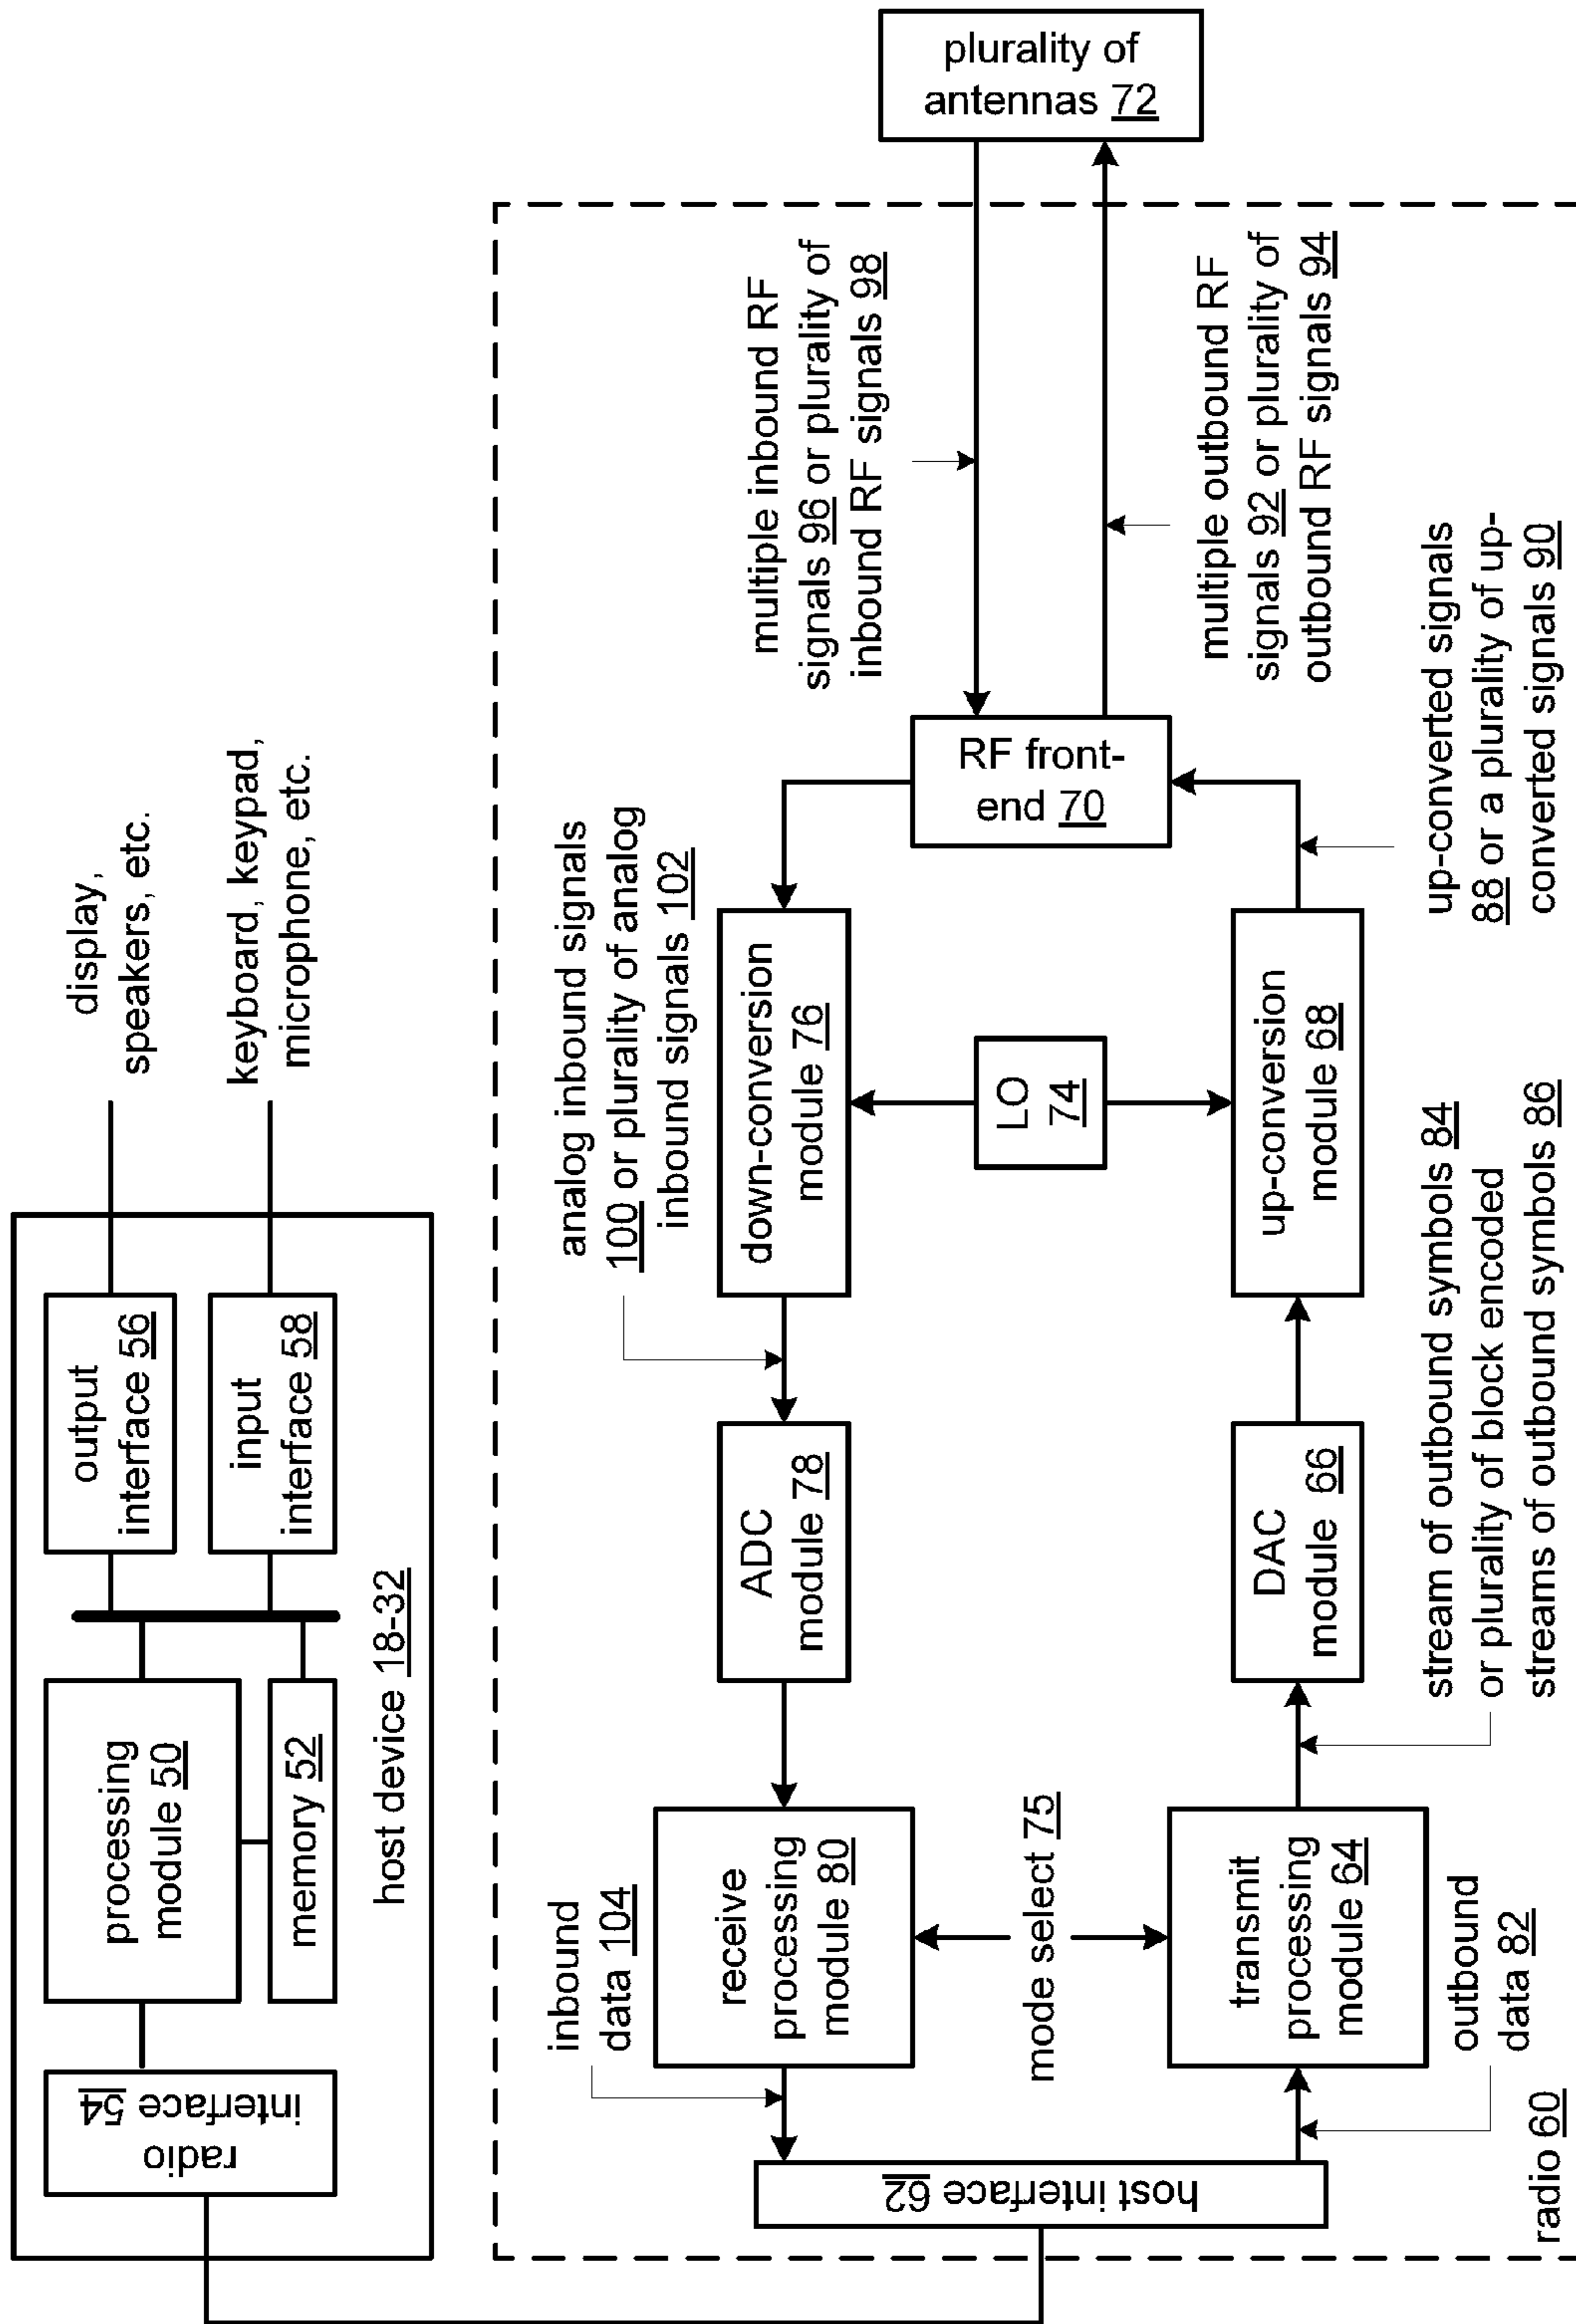 radio
interface 54
processing
module 50
memory 52
output
interface 56
input
interface 58
host device 18-32
display,
speakers, etc.
keyboard, keypad,
microphone, etc.
host interface 62
inbound
data 104
receive
processing
module 80
mode select 75
transmit
processing
module 64
outbound
data 82
radio 60
ADC
module 78
DAC
module 66
stream of outbound symbols 84
or plurality of block encoded
streams of outbound symbols 86
analog inbound signals
100 or plurality of analog
inbound signals 102
down-conversion
module 76
LO
74
up-conversion
module 68
RF front-
end 70
up-converted signals
88 or a plurality of up-
converted signals 90
multiple inbound RF
signals 96 or plurality of
inbound RF signals 98
multiple outbound RF
signals 92 or plurality of
outbound RF signals 94
plurality of
antennas 72